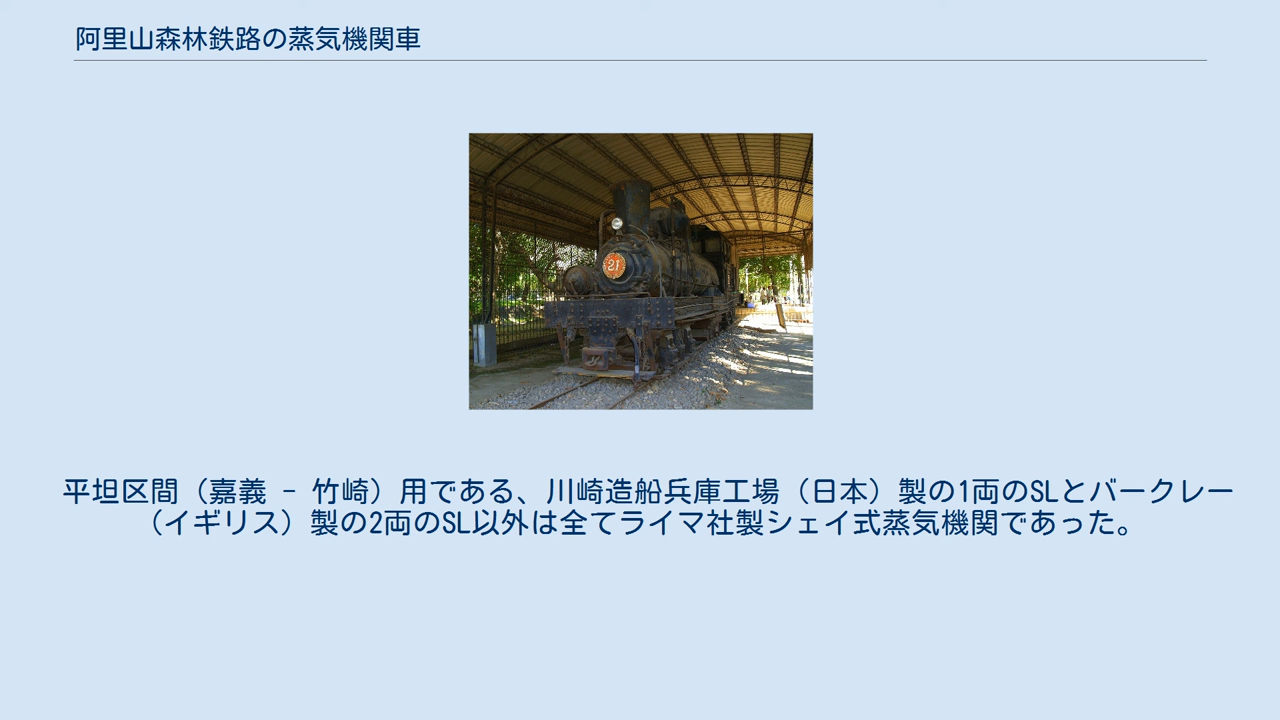 阿里山森林鉄路の蒸気機関車
21
平坦区間（嘉義 - 竹崎）用である、川崎造船兵庫工場（日本）製の1両のSLとバークレー
（イギリス）製の2両のSL以外は全てライマ社製シェイ式蒸気機関であった。